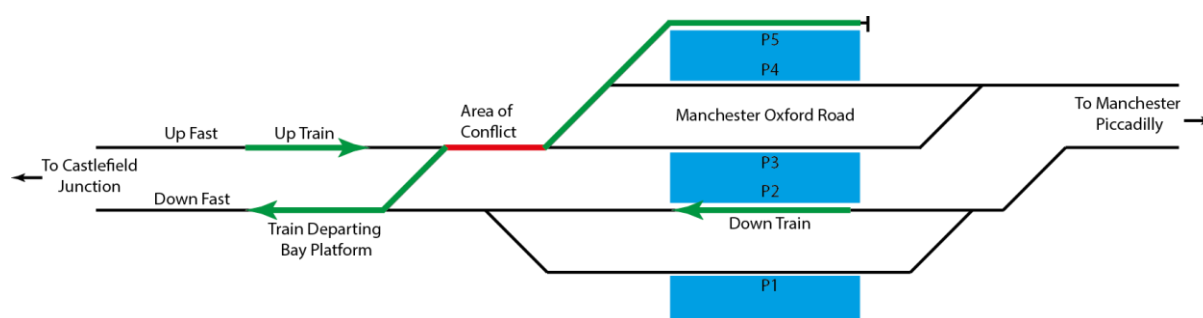 P5
P4
Area of
Conflict
Manchester Oxford Road
To Manchester
Piccadilly
Up Fast
Up Train
To Castlefield
Junction
P3
P2
Down Fast
Train Departing
Bay Platform
Down Train
P1